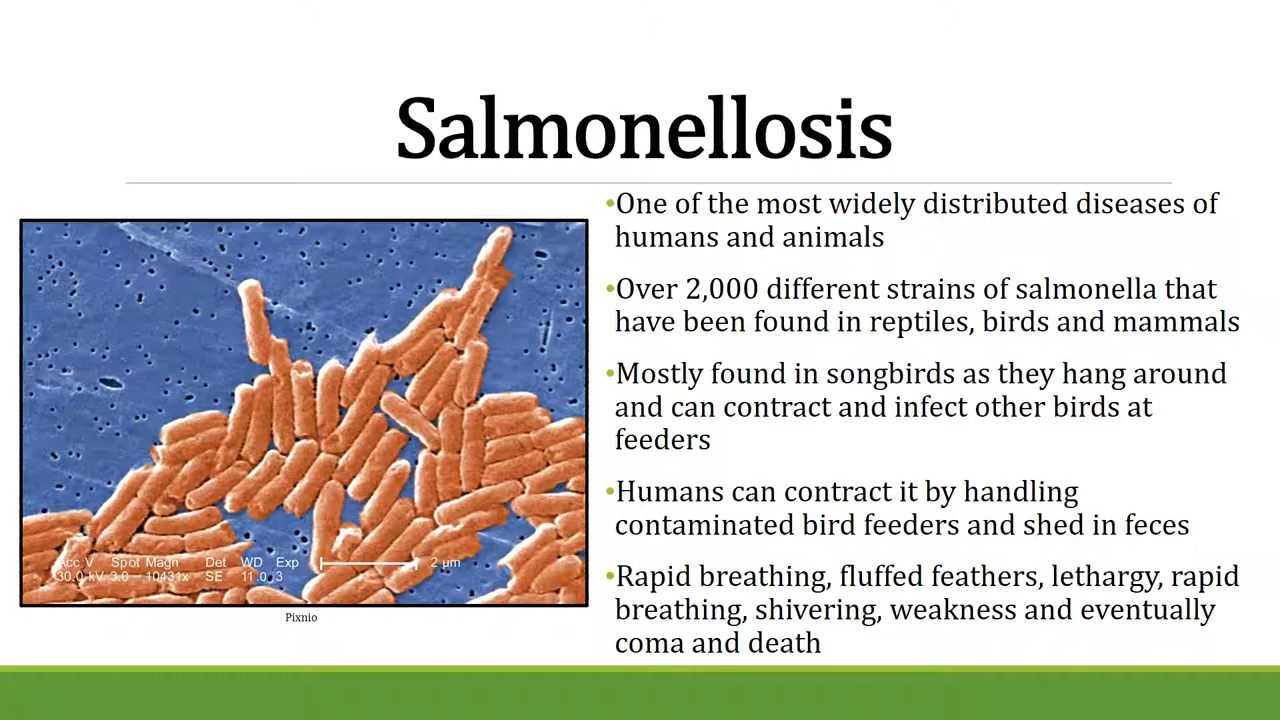 Salmonellosis
•One of the most widely distributed diseases of
humans and animals
•Over 2,000 different strains of salmonella that
have been found in reptiles, birds and mammals
•Mostly found in songbirds as they hang around
and can contract and infect other birds at
feeders
•Humans can contract it by handling
contaminated bird feeders and shed in feces
•Rapid breathing, fluffed feathers, lethargy, rapid
breathing, shivering, weakness and eventually
coma and death
Acc.V Spot Magn Det WD Exp
30.0 kV 3.0 10431x SE 11.0 3
2 µm
Pixnio